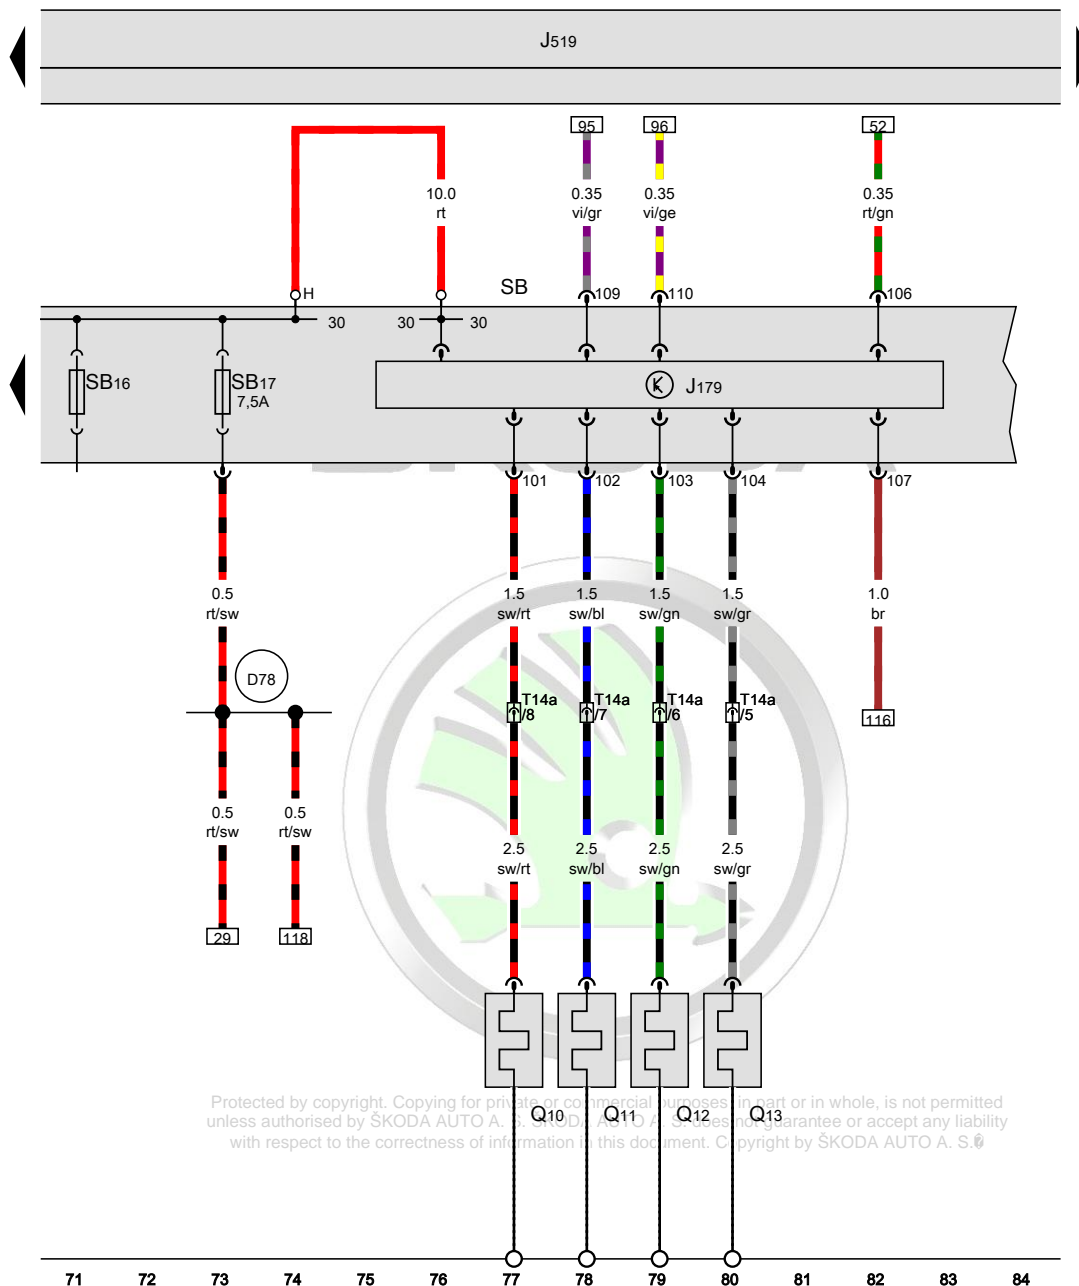 J519
95
96
52
10.0
rt
0.35
vi/gr
0.35
vi/ge
0.35
rt/gn
H
SB
109
110
106
30
30
30
SB16
SB17
7,5A
J179
ŠKODA
101
102
103
104
107
0.5
rt/sw
1.5
sw/rt
1.5
sw/bl
1.5
sw/gn
1.5
sw/gr
1.0
br
D78
T14a
/8
T14a
/7
T14a
/6
T14a
/5
116
0.5
rt/sw
0.5
rt/sw
2.5
sw/rt
2.5
sw/bl
2.5
sw/gn
2.5
sw/gr
29
118
Q10
Q11
Q12
Q13
Protected by copyright. Copying for private or commercial purposes, in part or in whole, is not permitted
unless authorised by ŠKODA AUTO A. S. ŠKODA AUTO A. S. does not guarantee or accept any liability
with respect to the correctness of information in this document. Copyright by ŠKODA AUTO A. S.�
71 72 73 74 75 76 77 78 79 80 81 82 83 84